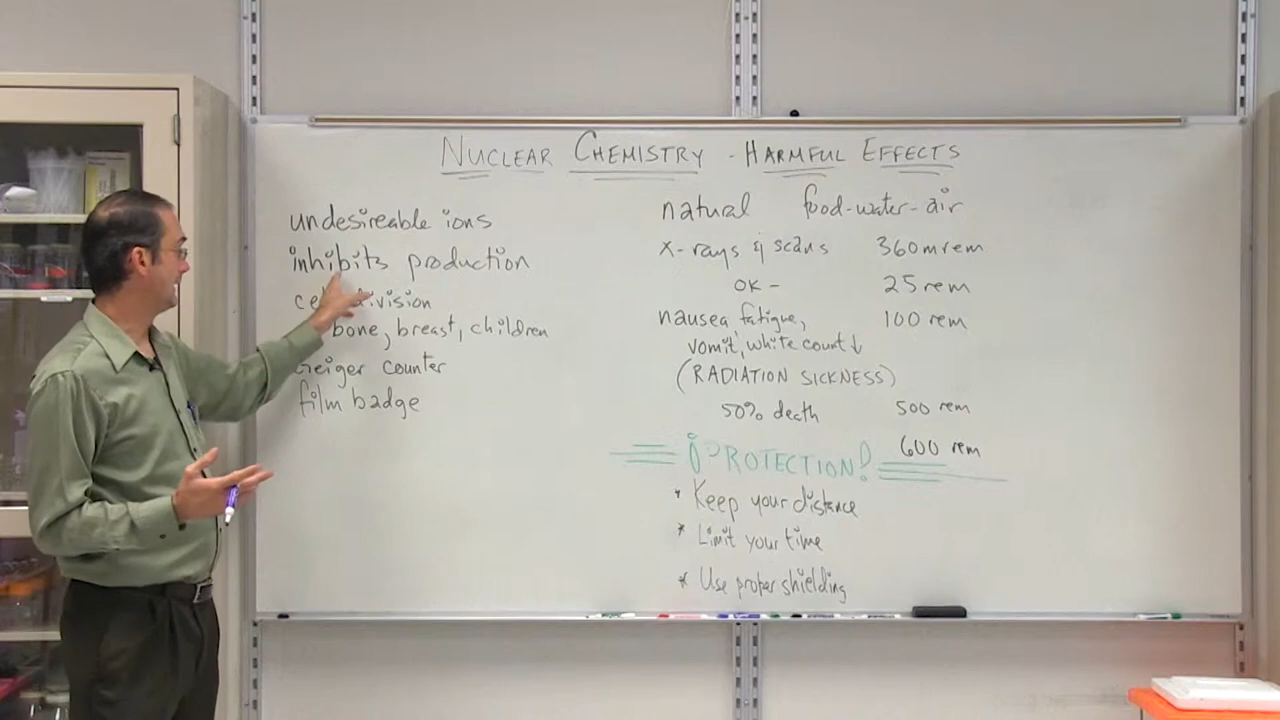 NUCLEAR CHEMISTRY - HARMFUL EFFECTS
undesireable ions
inhibits production
cell division
bone, breast, children
Geiger counter
film badge
natural food-water-air
x-rays & scans 360mrem
OK - 25 rem
nausea, fatigue, 100 rem
vomit, white count ↓
(RADIATION SICKNESS)
50% death 500 rem
600 rem
¡PROTECTION!
* Keep your distance
* Limit your time
* Use proper shielding